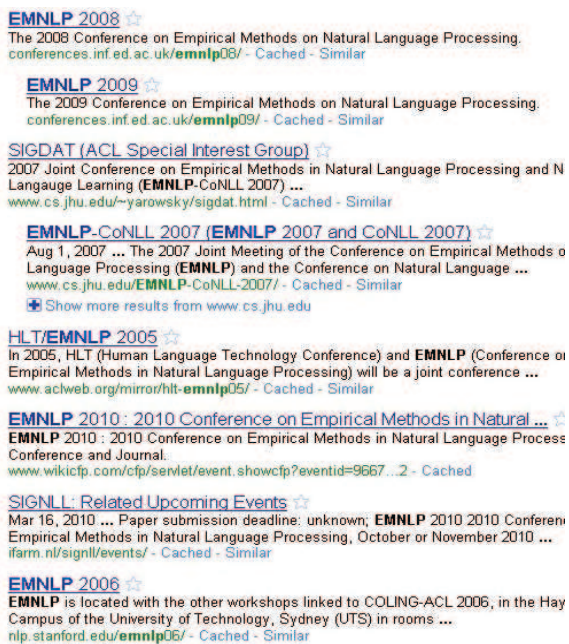 EMNLP 2008
The 2008 Conference on Empirical Methods on Natural Language Processing.
conferences.inf.ed.ac.uk/emnlp08/ - Cached - Similar
EMNLP 2009
The 2009 Conference on Empirical Methods on Natural Language Processing.
conferences.inf.ed.ac.uk/emnlp09/ - Cached - Similar
SIGDAT (ACL Special Interest Group)
2007 Joint Conference on Empirical Methods in Natural Language Processing and N
Langauge Learning (EMNLP-CoNLL 2007) ...
www.cs.jhu.edu/~yarowsky/sigdat.html - Cached - Similar
EMNLP-CoNLL 2007 (EMNLP 2007 and CoNLL 2007)
Aug 1, 2007 ... The 2007 Joint Meeting of the Conference on Empirical Methods o
Language Processing (EMNLP) and the Conference on Natural Language ...
www.cs.jhu.edu/EMNLP-CoNLL-2007/ - Cached - Similar
Show more results from www.cs.jhu.edu
HLT/EMNLP 2005
In 2005, HLT (Human Language Technology Conference) and EMNLP (Conference on
Empirical Methods in Natural Language Processing) will be a joint conference ...
www.aclweb.org/mirror/hlt-emnlp05/ - Cached - Similar
EMNLP 2010 : 2010 Conference on Empirical Methods in Natural ...
EMNLP 2010 : 2010 Conference on Empirical Methods in Natural Language Process
Conference and Journal.
www.wikicfp.com/cfp/servlet/event.showcfp?eventid=9667...2 - Cached
SIGNLL: Related Upcoming Events
Mar 16, 2010 ... Paper submission deadline: unknown; EMNLP 2010 2010 Conferenc
Empirical Methods in Natural Language Processing, October or November 2010 ...
ifarm.nl/signll/events/ - Cached - Similar
EMNLP 2006
EMNLP is located with the other workshops linked to COLING-ACL 2006, in the Hay
Campus of the University of Technology, Sydney (UTS) in rooms ...
nlp.stanford.edu/emnlp06/ - Cached - Similar